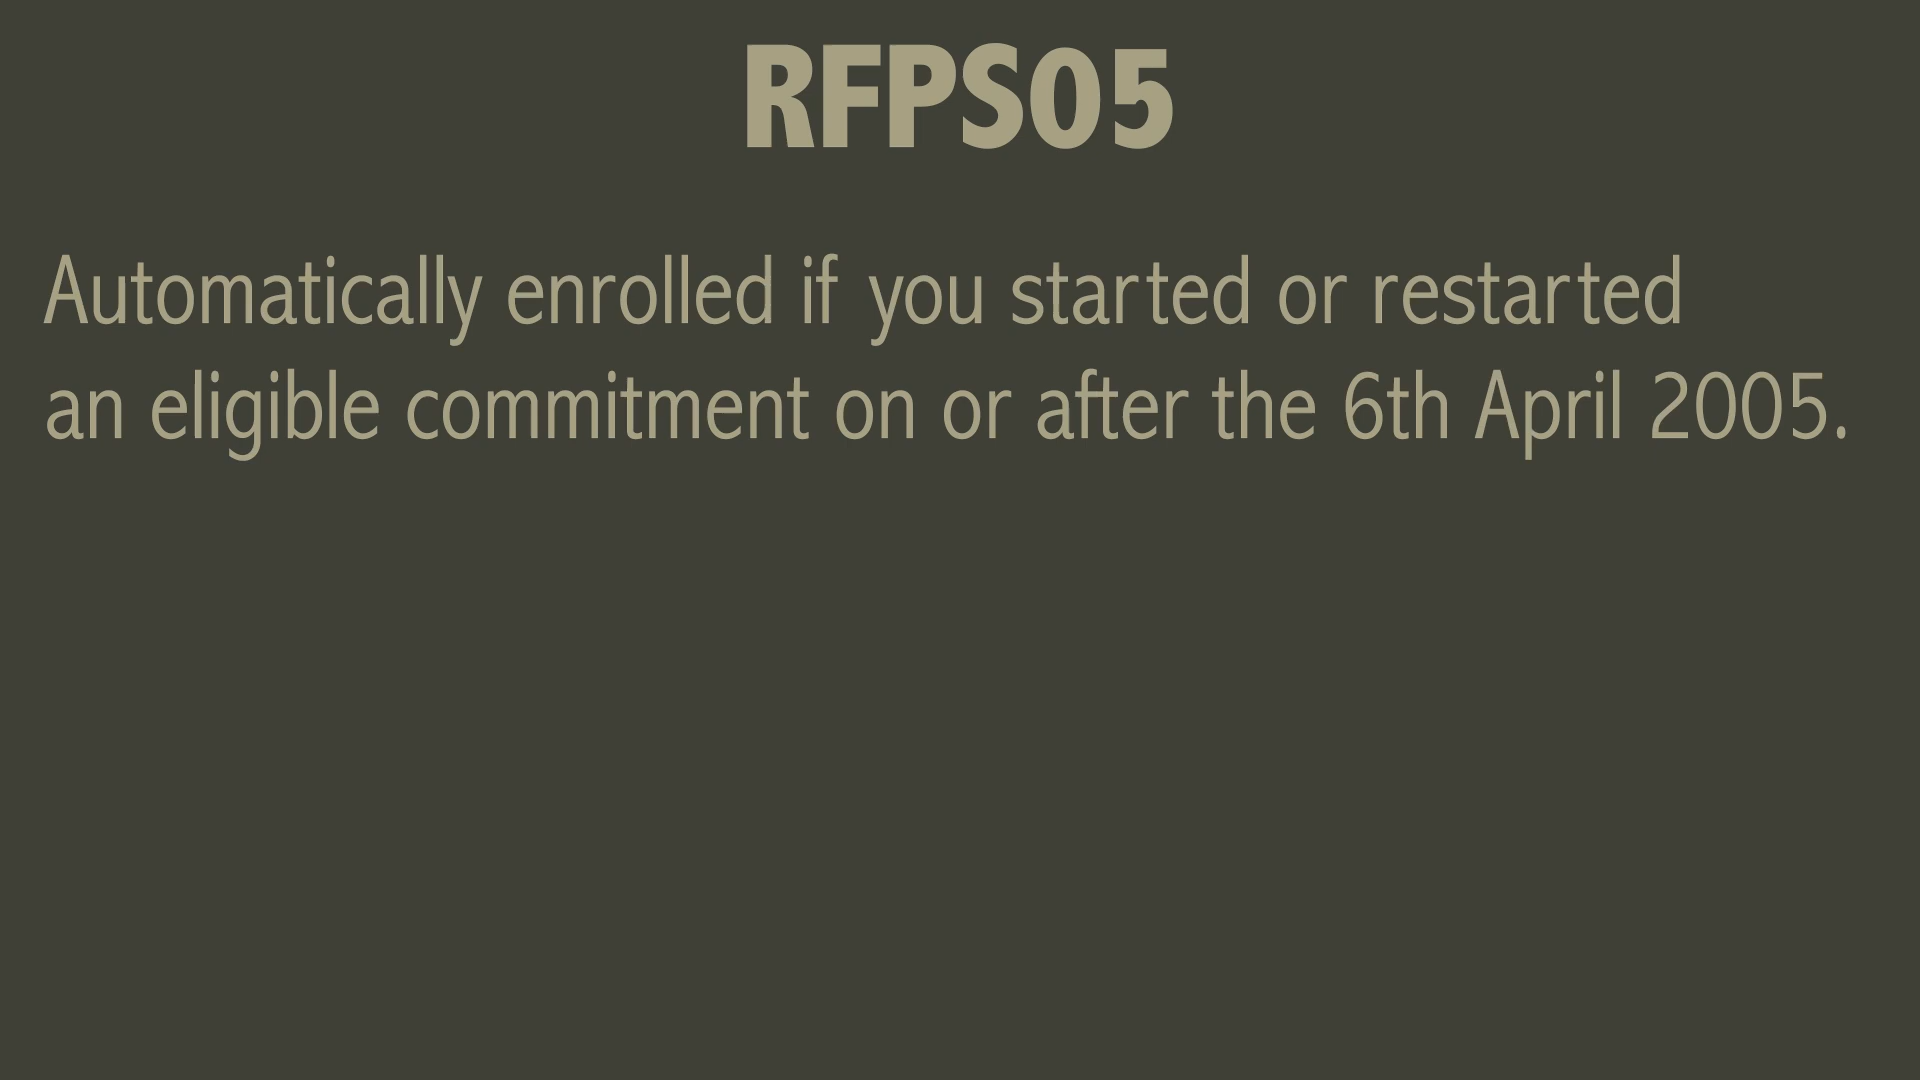 RFPS05
Automatically enrolled if you started or restarted
an eligible commitment on or after the 6th April 2005.